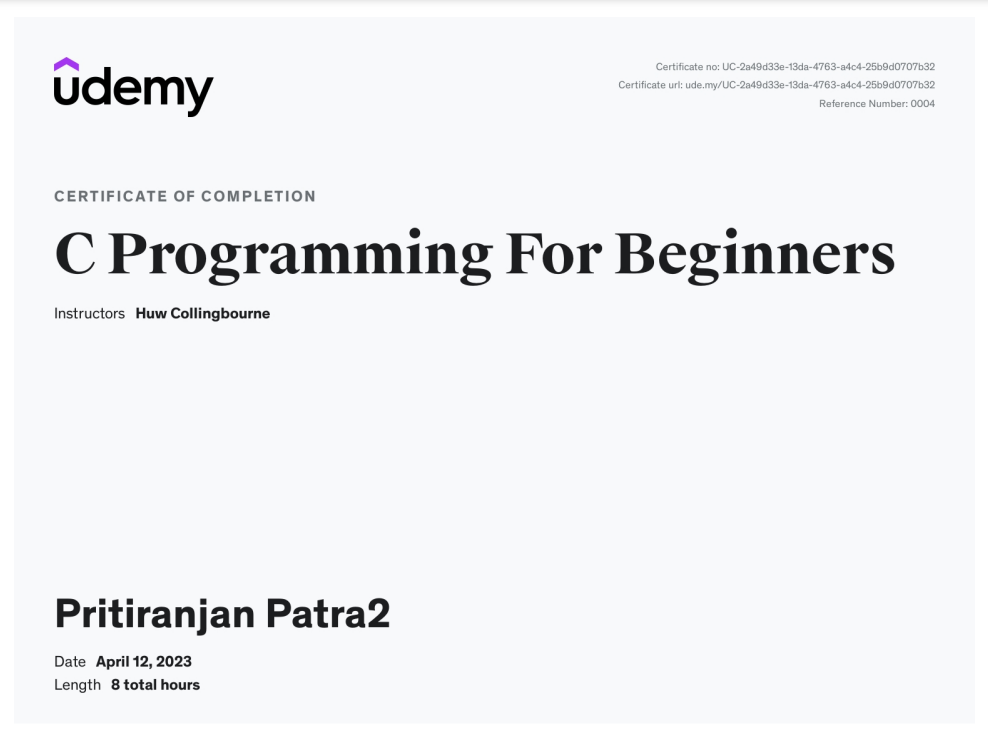 udemy
Certificate no: UC-2a49d33e-13da-4763-a4c4-25b9d0707b32
Certificate url: ude.my/UC-2a49d33e-13da-4763-a4c4-25b9d0707b32
Reference Number: 0004
CERTIFICATE OF COMPLETION
C Programming For Beginners
Instructors Huw Collingbourne
Pritiranjan Patra2
Date April 12, 2023
Length 8 total hours